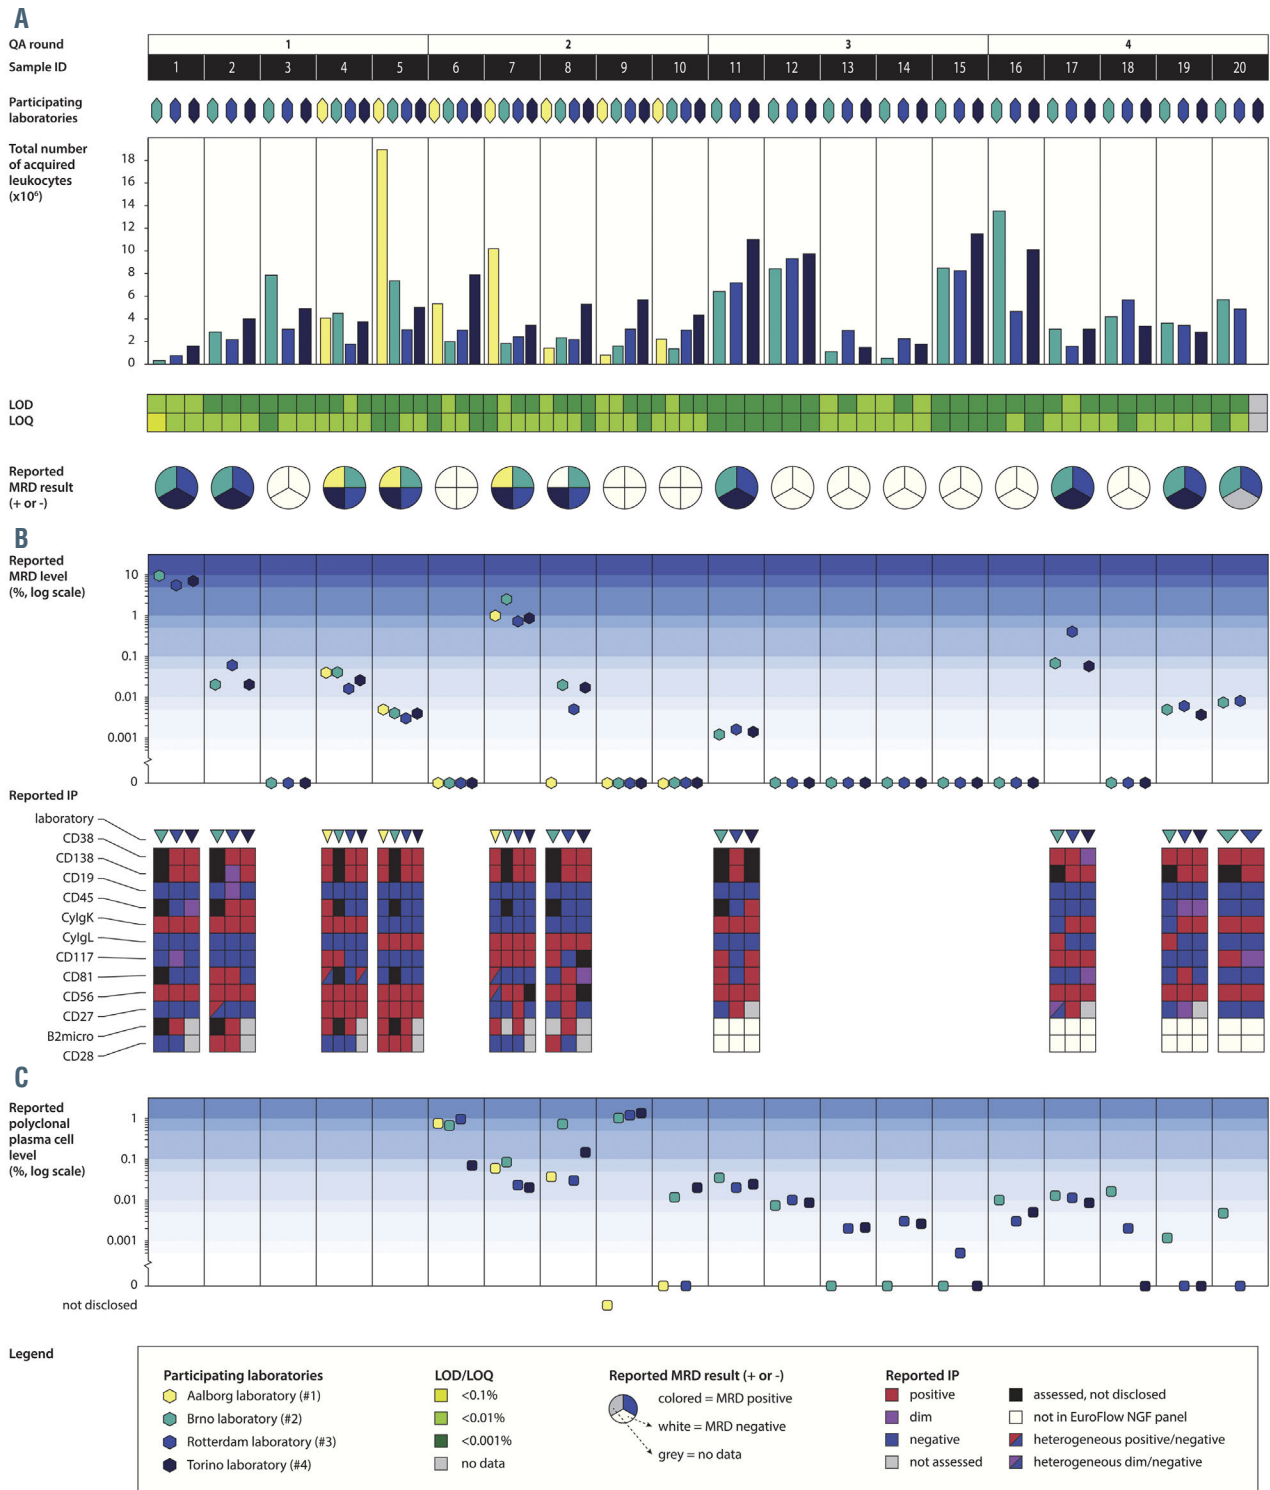 A
QA round 1 2 3 4
Sample ID 1 2 3 4 5 6 7 8 9 10 11 12 13 14 15 16 17 18 19 20
Participating
laboratories
Total number
of acquired
leukocytes
(x10⁶)
18
16
14
12
10
8
6
4
2
0
LOD
LOQ
Reported
MRD result
(+ or -)
B
Reported
MRD level
(%, log scale)
10
1
0.1
0.01
0.001
0
Reported IP
laboratory
CD38
CD138
CD19
CD45
CyIgK
CyIgL
CD117
CD81
CD56
CD27
B2micro
CD28
C
Reported
polyclonal
plasma cell
level
(%, log scale)
1
0.1
0.01
0.001
0
not disclosed
Legend
Participating laboratories
Aalborg laboratory (#1)
Brno laboratory (#2)
Rotterdam laboratory (#3)
Torino laboratory (#4)
LOD/LOQ
<0.1%
<0.01%
<0.001%
no data
Reported MRD result (+ or -)
colored = MRD positive
white = MRD negative
grey = no data
Reported IP
positive
dim
negative
not assessed
assessed, not disclosed
not in EuroFlow NGF panel
heterogeneous positive/negative
heterogeneous dim/negative